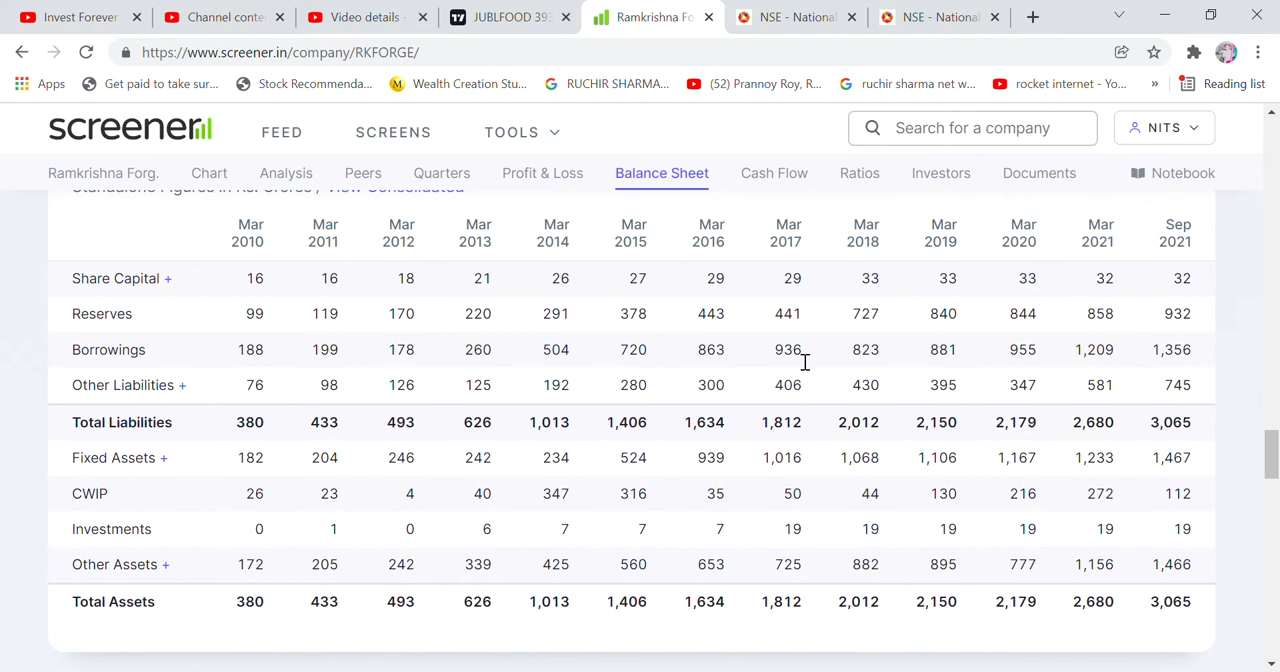 Invest Forever
Channel conte
Video details -
JUBLFOOD 393
Ramkrishna Fo
NSE - National
NSE - National
https://www.screener.in/company/RKFORGE/
Apps
Get paid to take sur...
Stock Recommenda...
Wealth Creation Stu...
RUCHIR SHARMA...
(52) Prannoy Roy, R...
ruchir sharma net w...
rocket internet - Yo...
»
Reading list
screener
FEED
SCREENS
TOOLS
Search for a company
NITS
Ramkrishna Forg. Chart Analysis Peers Quarters Profit & Loss Balance Sheet Cash Flow Ratios Investors Documents Notebook
Standalone Figures in Rs. Crores / View Consolidated
Mar Mar Mar Mar Mar Mar Mar Mar Mar Mar Mar Mar Sep
2010 2011 2012 2013 2014 2015 2016 2017 2018 2019 2020 2021 2021
Share Capital + 16 16 18 21 26 27 29 29 33 33 33 32 32
Reserves 99 119 170 220 291 378 443 441 727 840 844 858 932
Borrowings 188 199 178 260 504 720 863 936 823 881 955 1,209 1,356
Other Liabilities + 76 98 126 125 192 280 300 406 430 395 347 581 745
Total Liabilities 380 433 493 626 1,013 1,406 1,634 1,812 2,012 2,150 2,179 2,680 3,065
Fixed Assets + 182 204 246 242 234 524 939 1,016 1,068 1,106 1,167 1,233 1,467
CWIP 26 23 4 40 347 316 35 50 44 130 216 272 112
Investments 0 1 0 6 7 7 7 19 19 19 19 19 19
Other Assets + 172 205 242 339 425 560 653 725 882 895 777 1,156 1,466
Total Assets 380 433 493 626 1,013 1,406 1,634 1,812 2,012 2,150 2,179 2,680 3,065